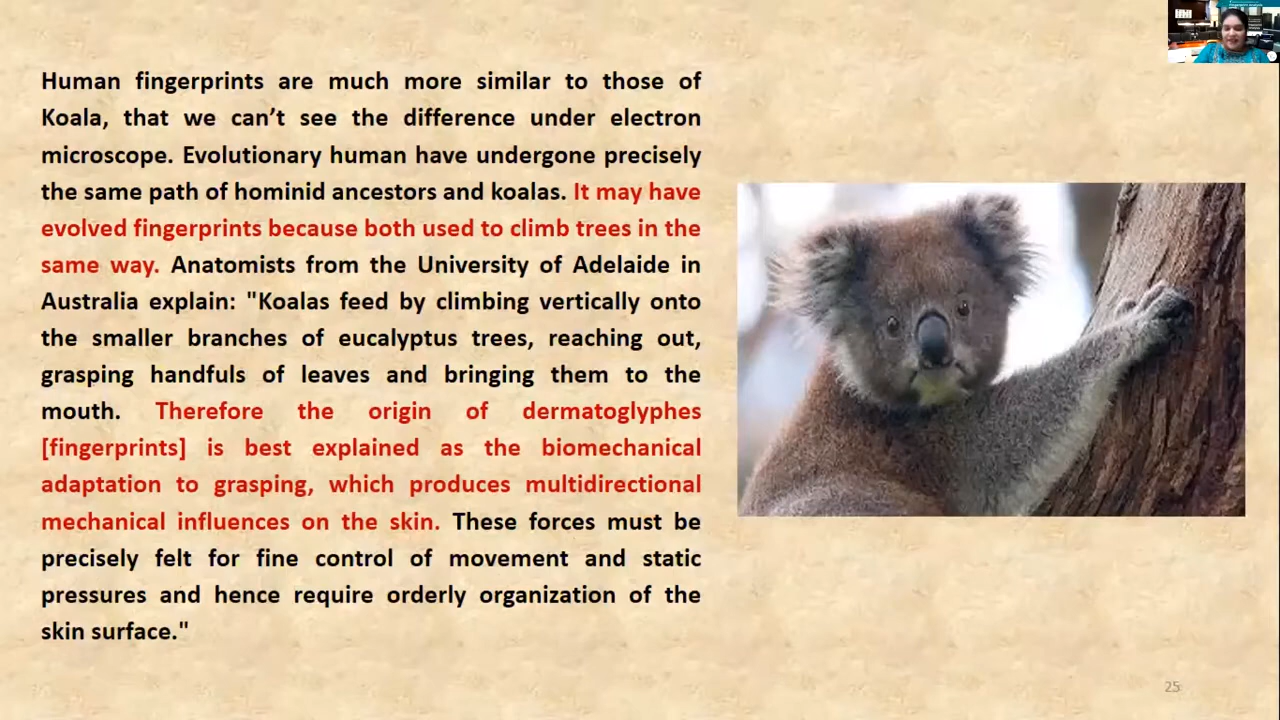 Human fingerprints are much more similar to those of
Koala, that we can’t see the difference under electron
microscope. Evolutionary human have undergone precisely
the same path of hominid ancestors and koalas. It may have
evolved fingerprints because both used to climb trees in the
same way. Anatomists from the University of Adelaide in
Australia explain: "Koalas feed by climbing vertically onto
the smaller branches of eucalyptus trees, reaching out,
grasping handfuls of leaves and bringing them to the
mouth. Therefore the origin of dermatoglyphes
[fingerprints] is best explained as the biomechanical
adaptation to grasping, which produces multidirectional
mechanical influences on the skin. These forces must be
precisely felt for fine control of movement and static
pressures and hence require orderly organization of the
skin surface."
25